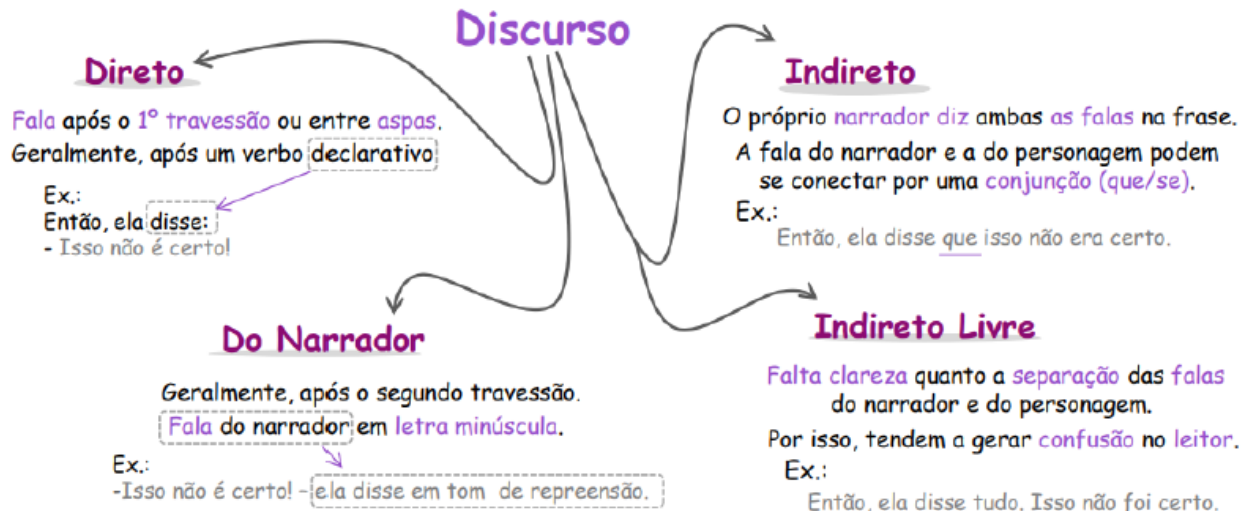 Discurso
Direto
Fala após o 1º travessão ou entre aspas.
Geralmente, após um verbo declarativo
Ex.:
Então, ela disse:
- Isso não é certo!
Indireto
O próprio narrador diz ambas as falas na frase.
A fala do narrador e a do personagem podem
se conectar por uma conjunção (que/se).
Ex.:
Então, ela disse que isso não era certo.
Do Narrador
Geralmente, após o segundo travessão.
Fala do narrador em letra minúscula.
Ex.:
-Isso não é certo! - ela disse em tom de repreensão.
Indireto Livre
Falta clareza quanto a separação das falas
do narrador e do personagem.
Por isso, tendem a gerar confusão no leitor.
Ex.:
Então, ela disse tudo. Isso não foi certo.